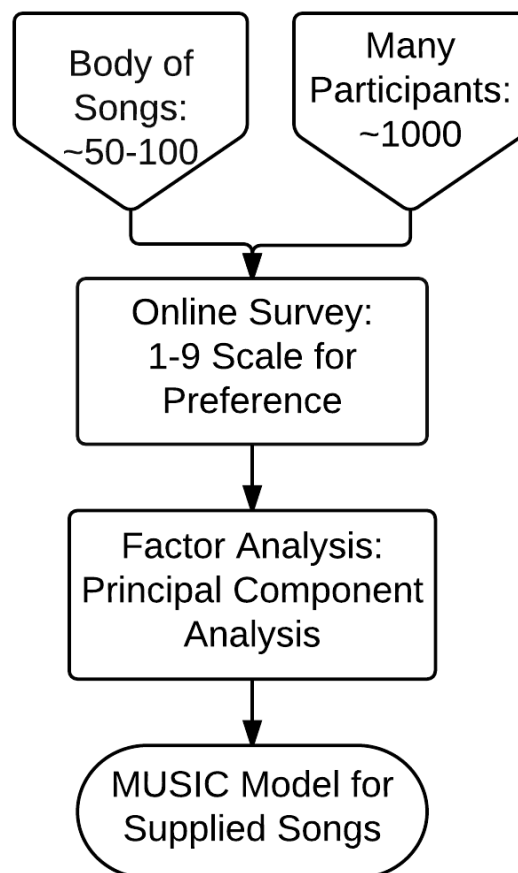 Body of
Songs:
~50-100
Many
Participants:
~1000
Online Survey:
1-9 Scale for
Preference
Factor Analysis:
Principal Component
Analysis
MUSIC Model for
Supplied Songs